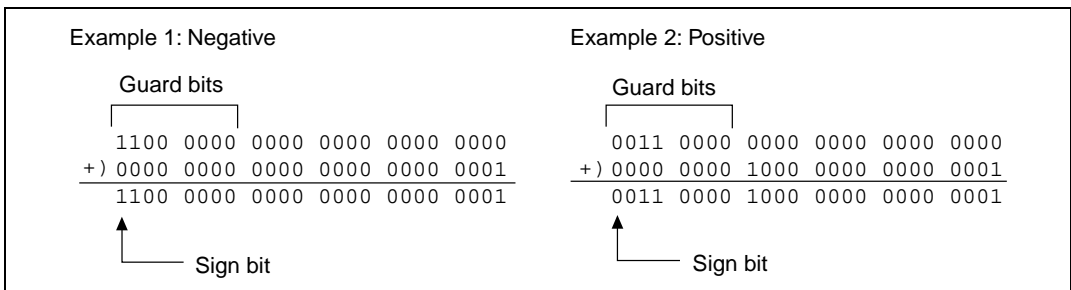 Example 1: Negative
Guard bits
1100 0000 0000 0000 0000 0000
+) 0000 0000 0000 0000 0000 0001
1100 0000 0000 0000 0000 0001
Sign bit
Example 2: Positive
Guard bits
0011 0000 0000 0000 0000 0000
+) 0000 0000 1000 0000 0000 0001
0011 0000 1000 0000 0000 0001
Sign bit